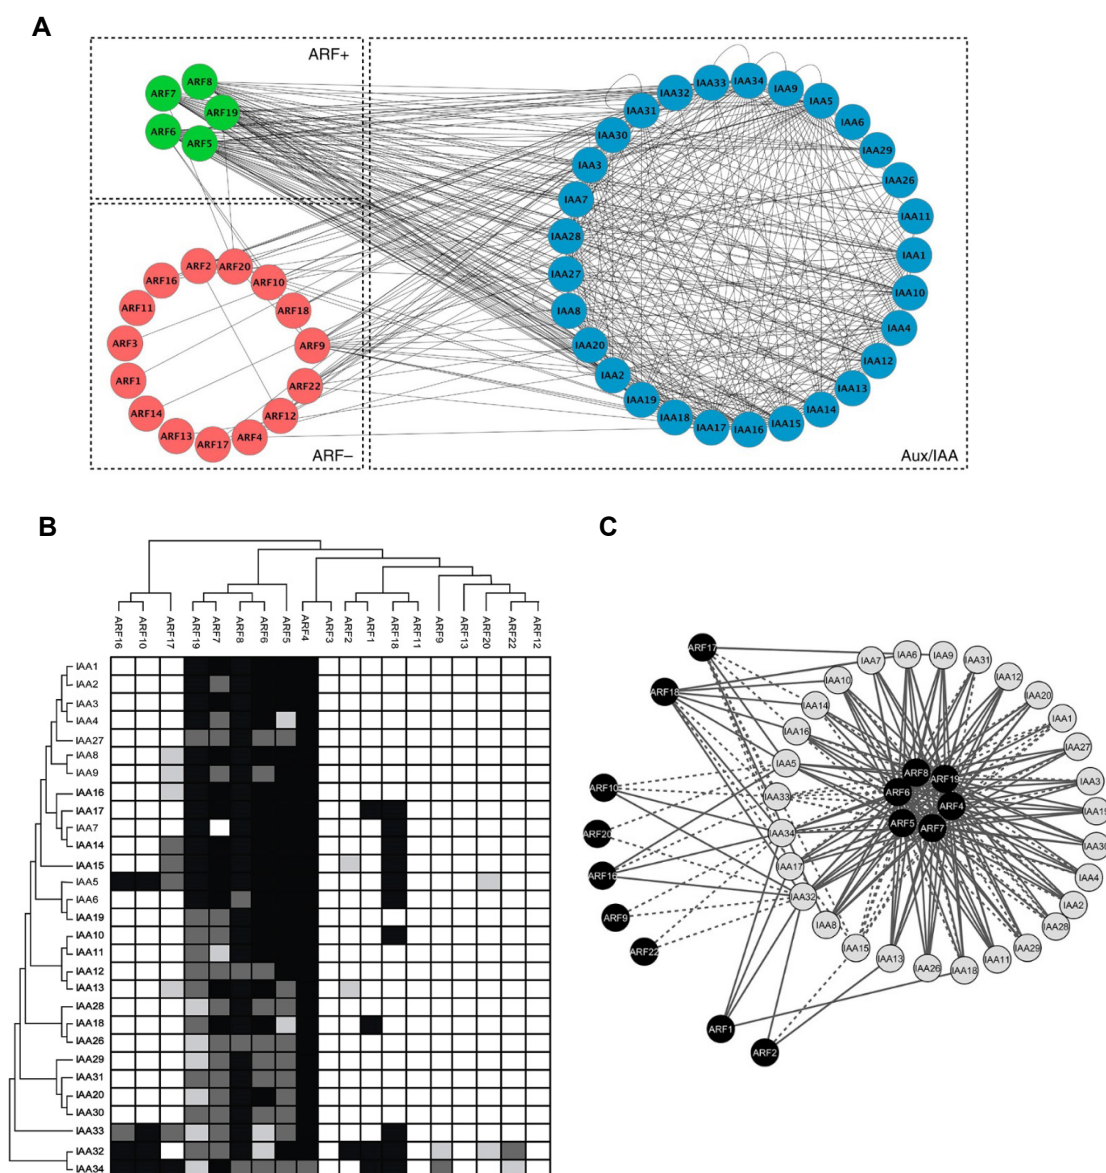 A
ARF+
ARF8
ARF7
ARF19
ARF6
ARF5
ARF2
ARF20
ARF16
ARF10
ARF11
ARF18
ARF3
ARF9
ARF1
ARF22
ARF14
ARF12
ARF13
ARF17
ARF4
ARF–
IAA33
IAA34
IAA9
IAA32
IAA5
IAA31
IAA6
IAA30
IAA29
IAA3
IAA26
IAA7
IAA11
IAA28
IAA1
IAA27
IAA10
IAA8
IAA4
IAA20
IAA12
IAA2
IAA13
IAA19
IAA14
IAA18
IAA15
IAA17
IAA16
Aux/IAA
B
ARF16
ARF10
ARF17
ARF19
ARF7
ARF8
ARF6
ARF5
ARF4
ARF3
ARF2
ARF1
ARF18
ARF11
ARF9
ARF13
ARF20
ARF22
ARF12
IAA1
IAA2
IAA3
IAA4
IAA27
IAA8
IAA9
IAA16
IAA17
IAA7
IAA14
IAA15
IAA5
IAA6
IAA19
IAA10
IAA11
IAA12
IAA13
IAA28
IAA18
IAA26
IAA29
IAA31
IAA20
IAA30
IAA33
IAA32
IAA34
C
ARF17
ARF18
ARF10
ARF20
ARF16
ARF9
ARF22
ARF1
ARF2
IAA6
IAA9
IAA7
IAA31
IAA10
IAA12
IAA14
IAA20
IAA16
IAA1
IAA5
IAA27
IAA33
IAA3
IAA34
IAA19
IAA17
IAA30
IAA32
IAA4
IAA8
IAA2
IAA15
IAA28
IAA13
IAA29
IAA26
IAA18
IAA11
ARF8
ARF19
ARF6
ARF4
ARF5
ARF7